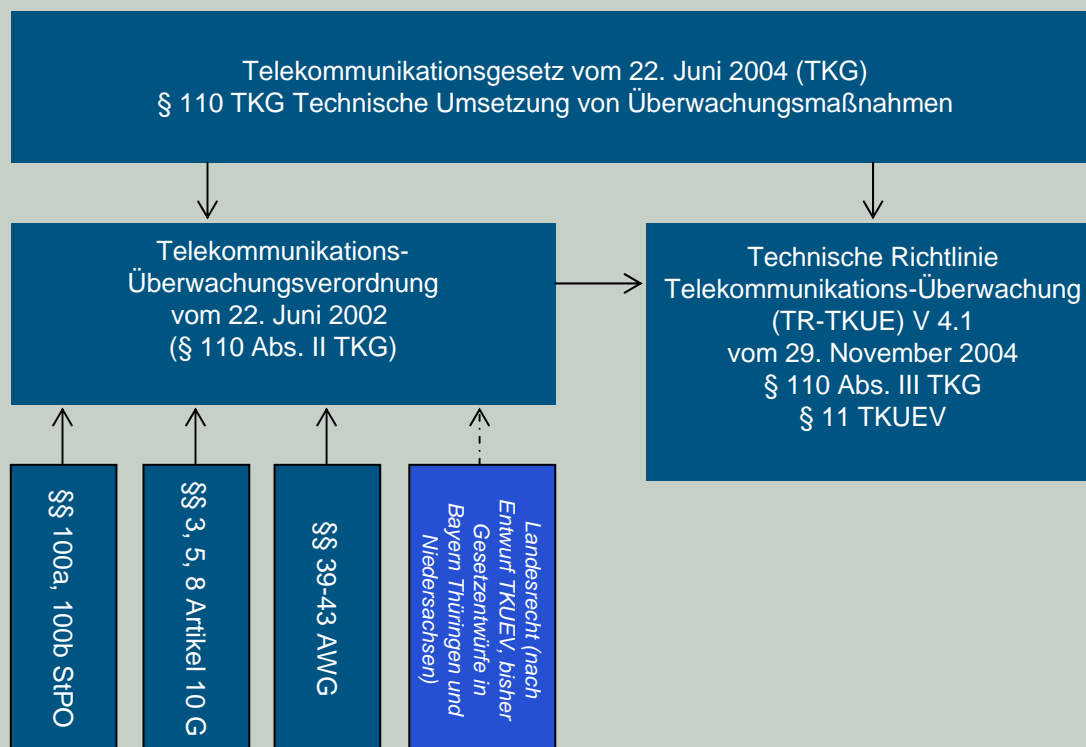 Telekommunikationsgesetz vom 22. Juni 2004 (TKG)
§ 110 TKG Technische Umsetzung von Überwachungsmaßnahmen
Telekommunikations-
Überwachungsverordnung
vom 22. Juni 2002
(§ 110 Abs. II TKG)
Technische Richtlinie
Telekommunikations-Überwachung
(TR-TKUE) V 4.1
vom 29. November 2004
§ 110 Abs. III TKG
§ 11 TKUEV
§§ 100a, 100b StPO
§§ 3, 5, 8 Artikel 10 G
§§ 39-43 AWG
Landesrecht (nach
Entwurf TKUEV, bisher
Gesetzentwürfe in
Bayern Thüringen und
Niedersachsen)